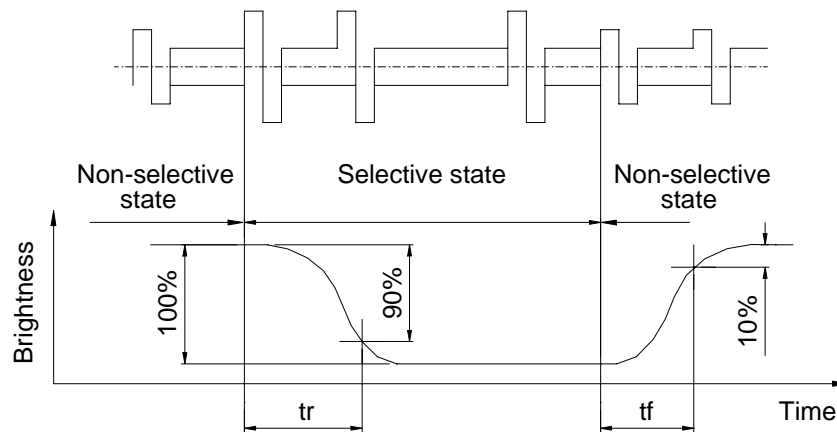 Non-selective
state
Selective state
Non-selective
state
Brightness
100%
90%
10%
tr
tf
Time